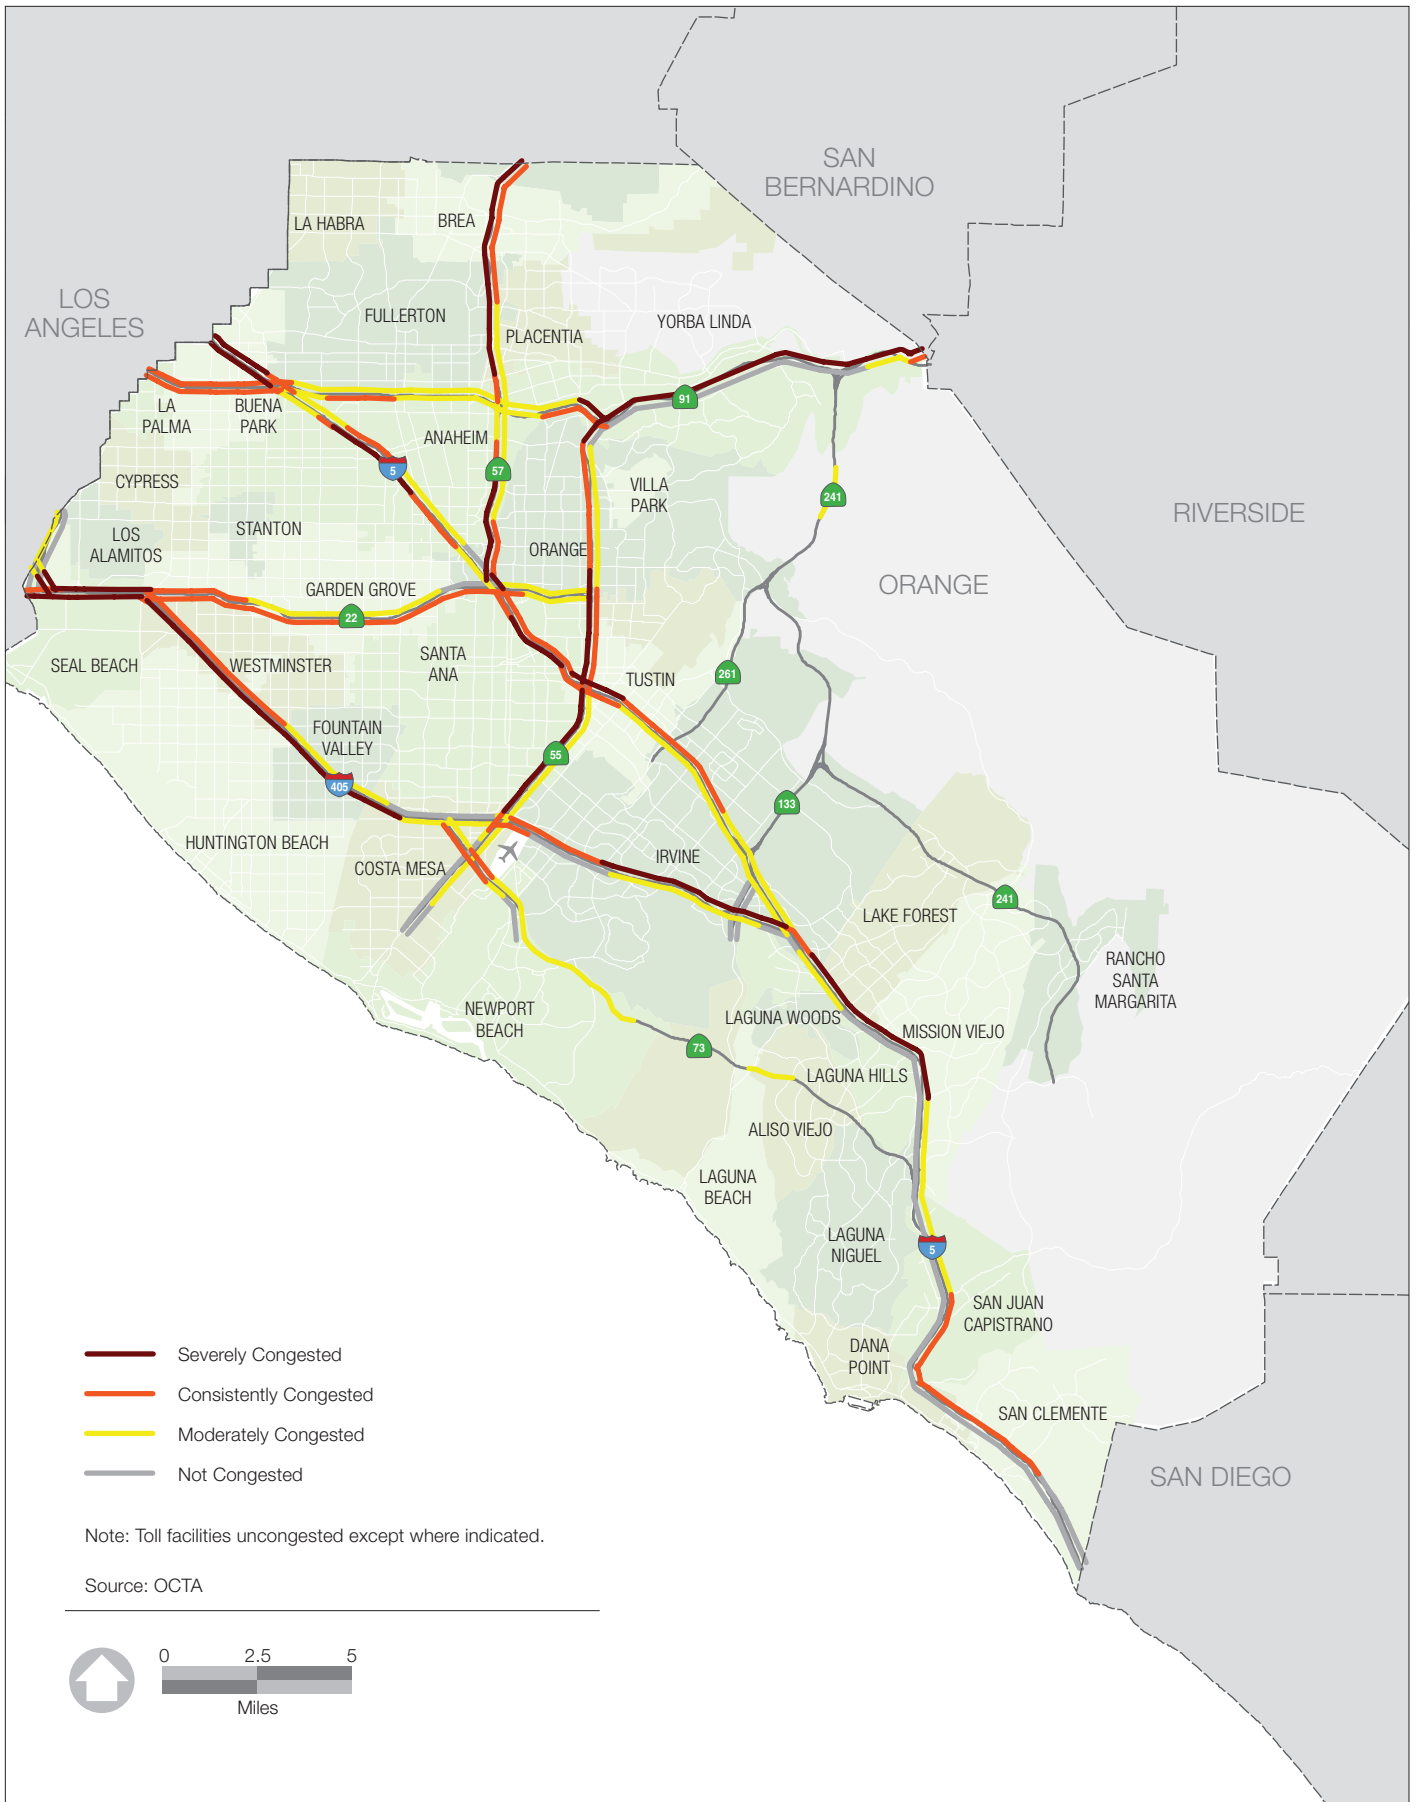 SAN
BERNARDINO
LA HABRA
BREA
LOS
ANGELES
FULLERTON
PLACENTIA
YORBA LINDA
91
LA
PALMA
BUENA
PARK
ANAHEIM
5
57
CYPRESS
VILLA
PARK
241
RIVERSIDE
LOS
ALAMITOS
STANTON
ORANGE
ORANGE
GARDEN GROVE
22
SEAL BEACH
WESTMINSTER
SANTA
ANA
TUSTIN
261
FOUNTAIN
VALLEY
55
405
133
HUNTINGTON BEACH
COSTA MESA
IRVINE
LAKE FOREST
241
RANCHO
SANTA
MARGARITA
NEWPORT
BEACH
LAGUNA WOODS
MISSION VIEJO
73
LAGUNA HILLS
ALISO VIEJO
LAGUNA
BEACH
LAGUNA
NIGUEL
5
SAN JUAN
CAPISTRANO
DANA
POINT
SAN CLEMENTE
SAN DIEGO
Severely Congested
Consistently Congested
Moderately Congested
Not Congested
Note: Toll facilities uncongested except where indicated.
Source: OCTA
0 2.5 5
Miles